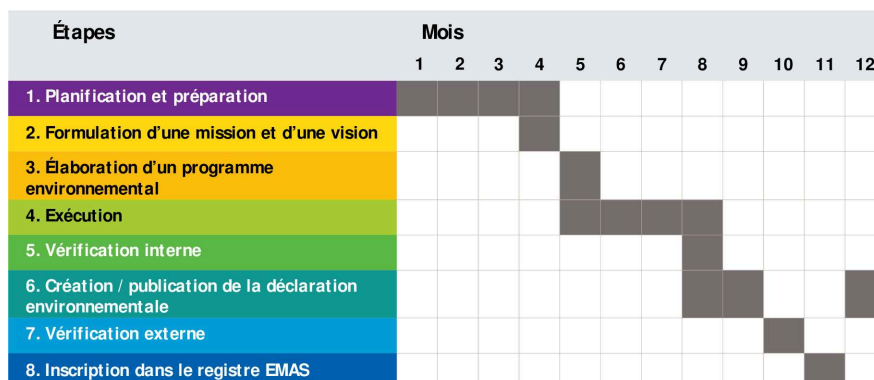 Étapes Mois
1 2 3 4 5 6 7 8 9 10 11 12
1. Planification et préparation
2. Formulation d'une mission et d'une vision
3. Élaboration d'un programme
environnemental
4. Exécution
5. Vérification interne
6. Création / publication de la déclaration
environnementale
7. Vérification externe
8. Inscription dans le registre EMAS